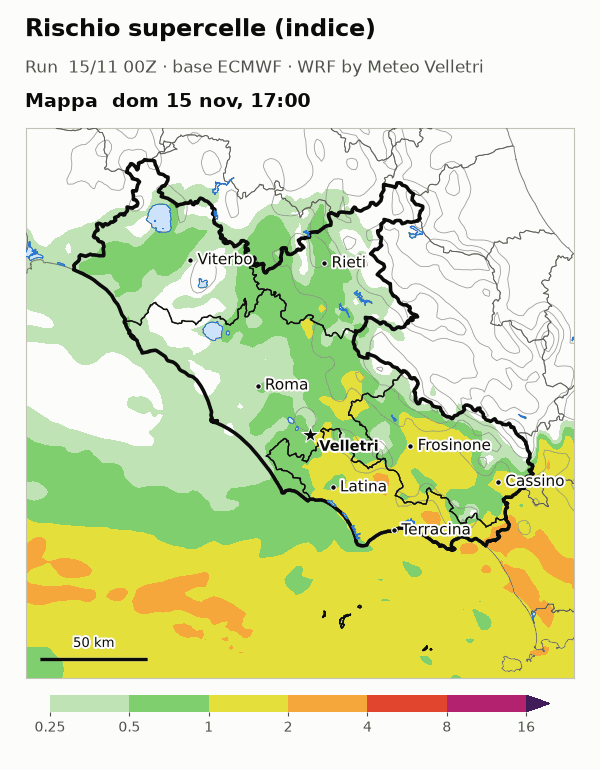 Rischio supercelle (indice)
Run  15/11 00Z · base ECMWF · WRF by Meteo Velletri
Mappa  dom 15 nov, 17:00
Viterbo
Rieti
Roma
Velletri
Frosinone
Cassino
Latina
Terracina
50 km
0.25 0.5 1 2 4 8 16